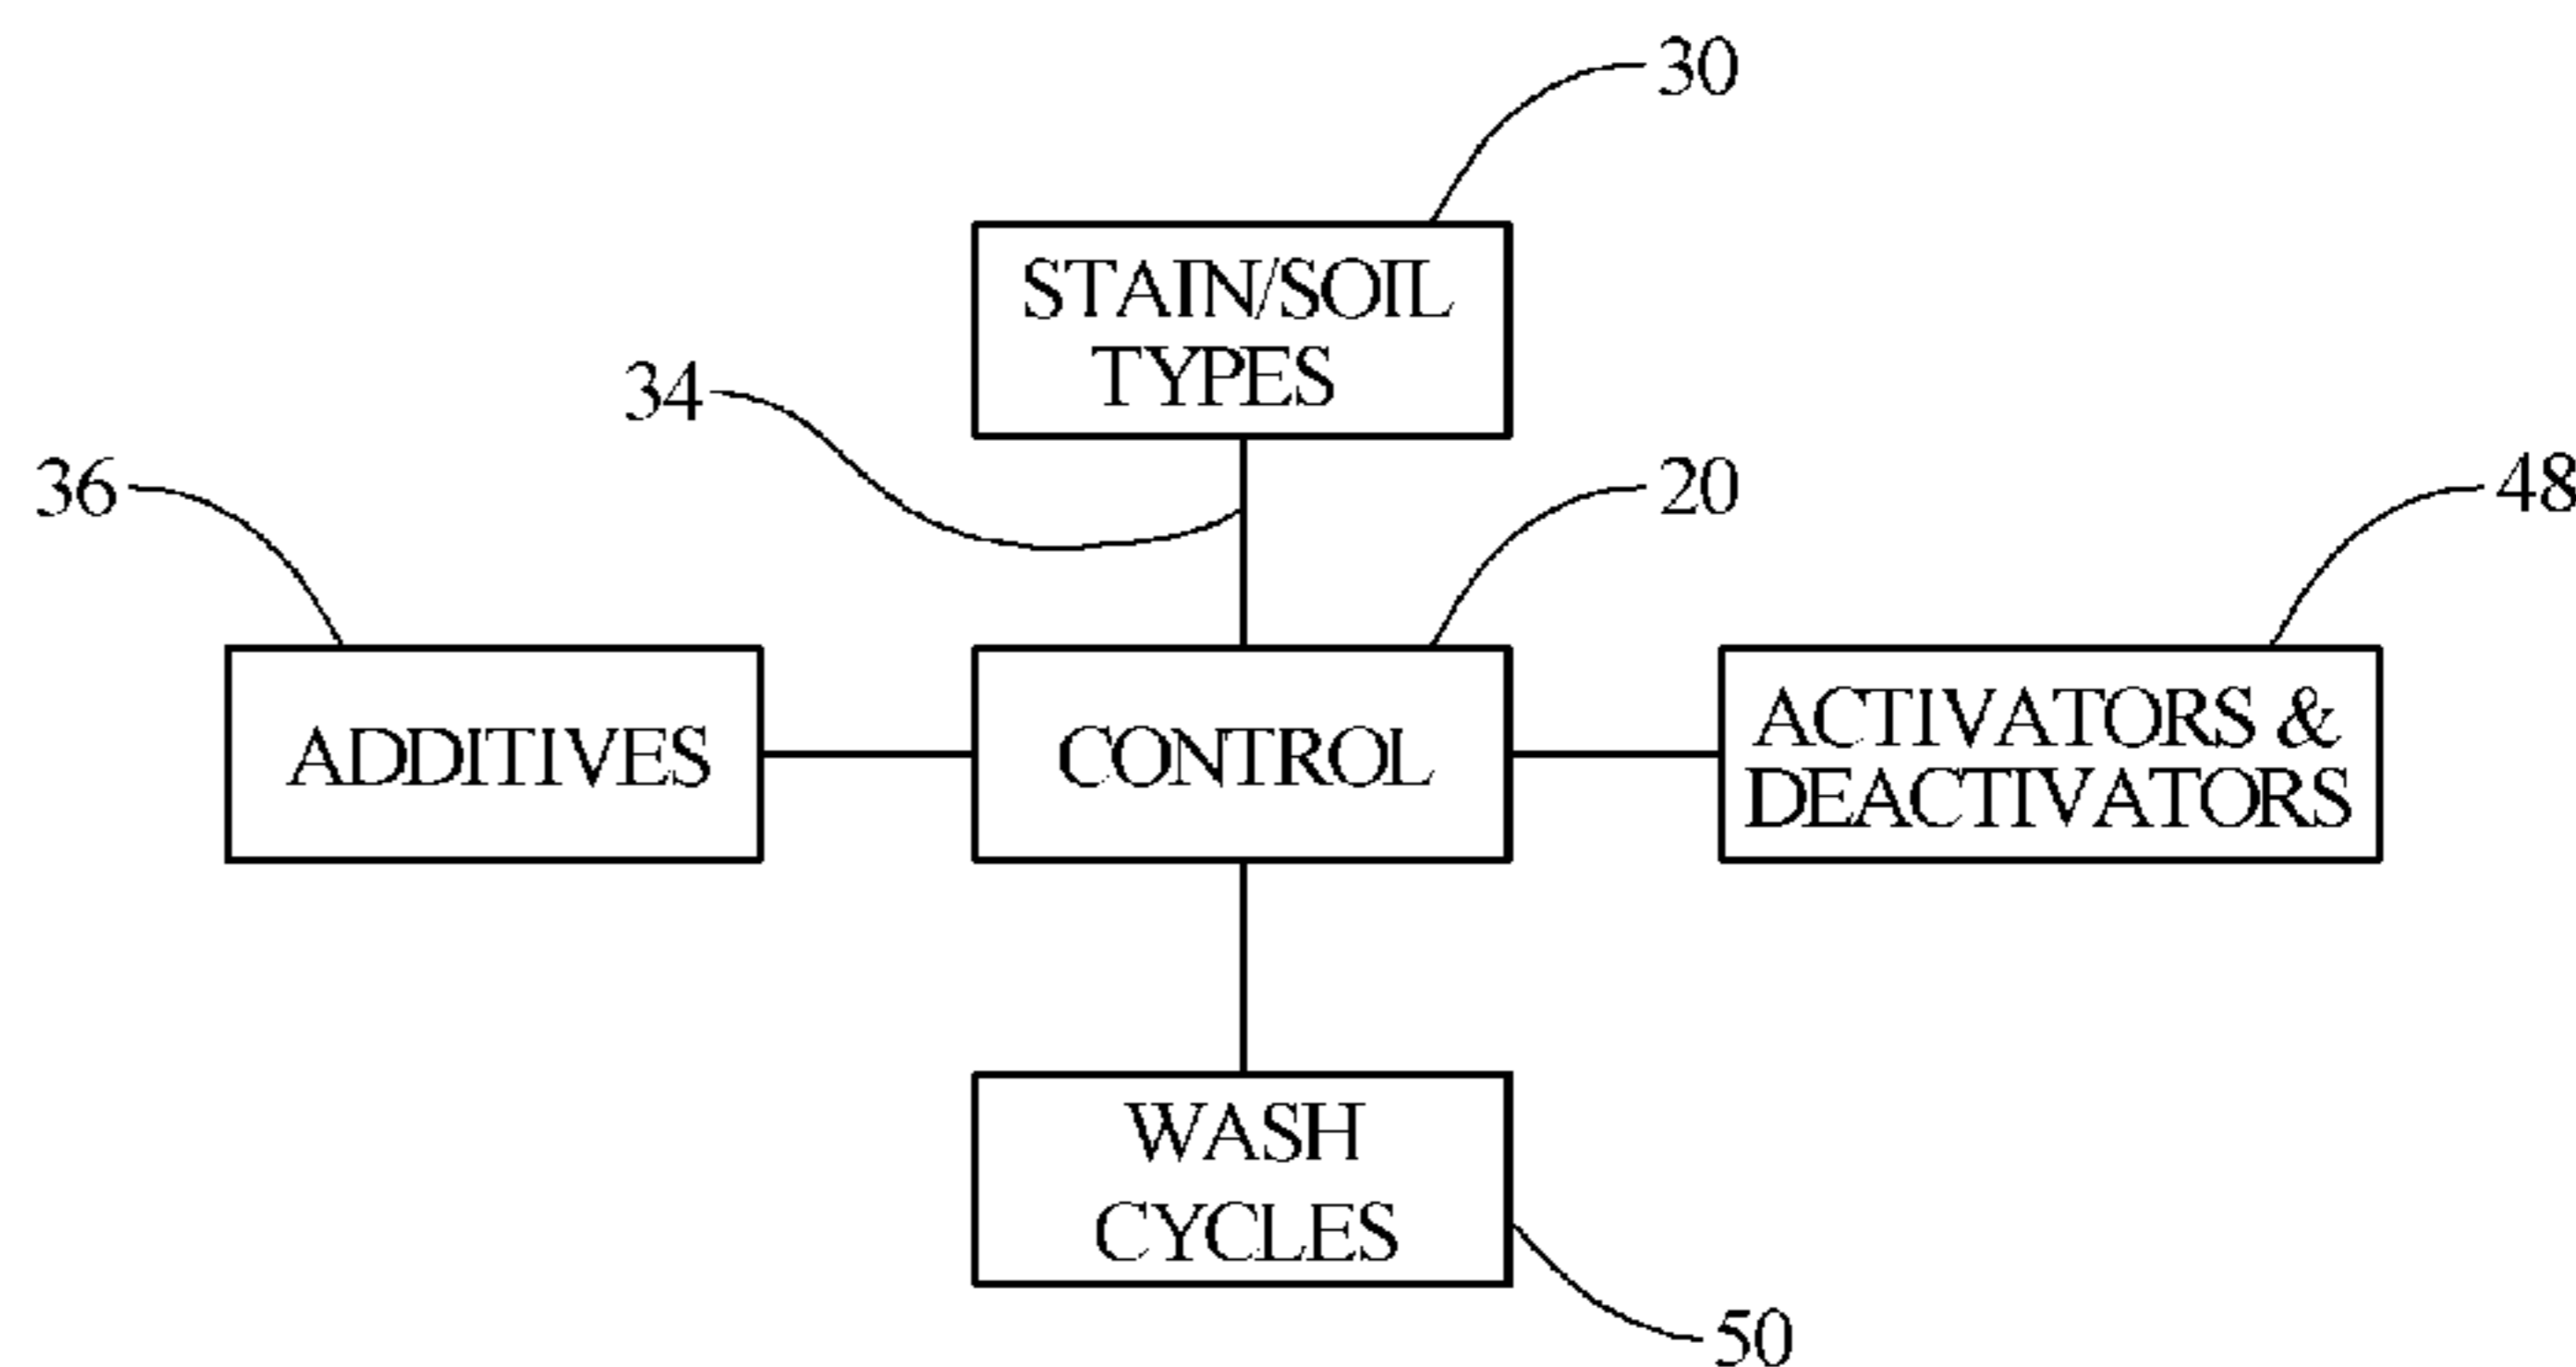 30
STAIN/SOIL
TYPES
34
36
20
48
ADDITIVES
CONTROL
ACTIVATORS &
DEACTIVATORS
WASH
CYCLES
50